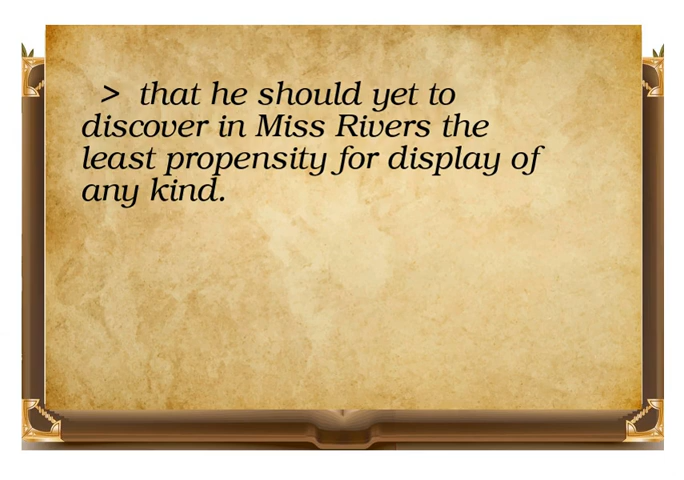 > that he should yet to
discover in Miss Rivers the
least propensity for display of
any kind.